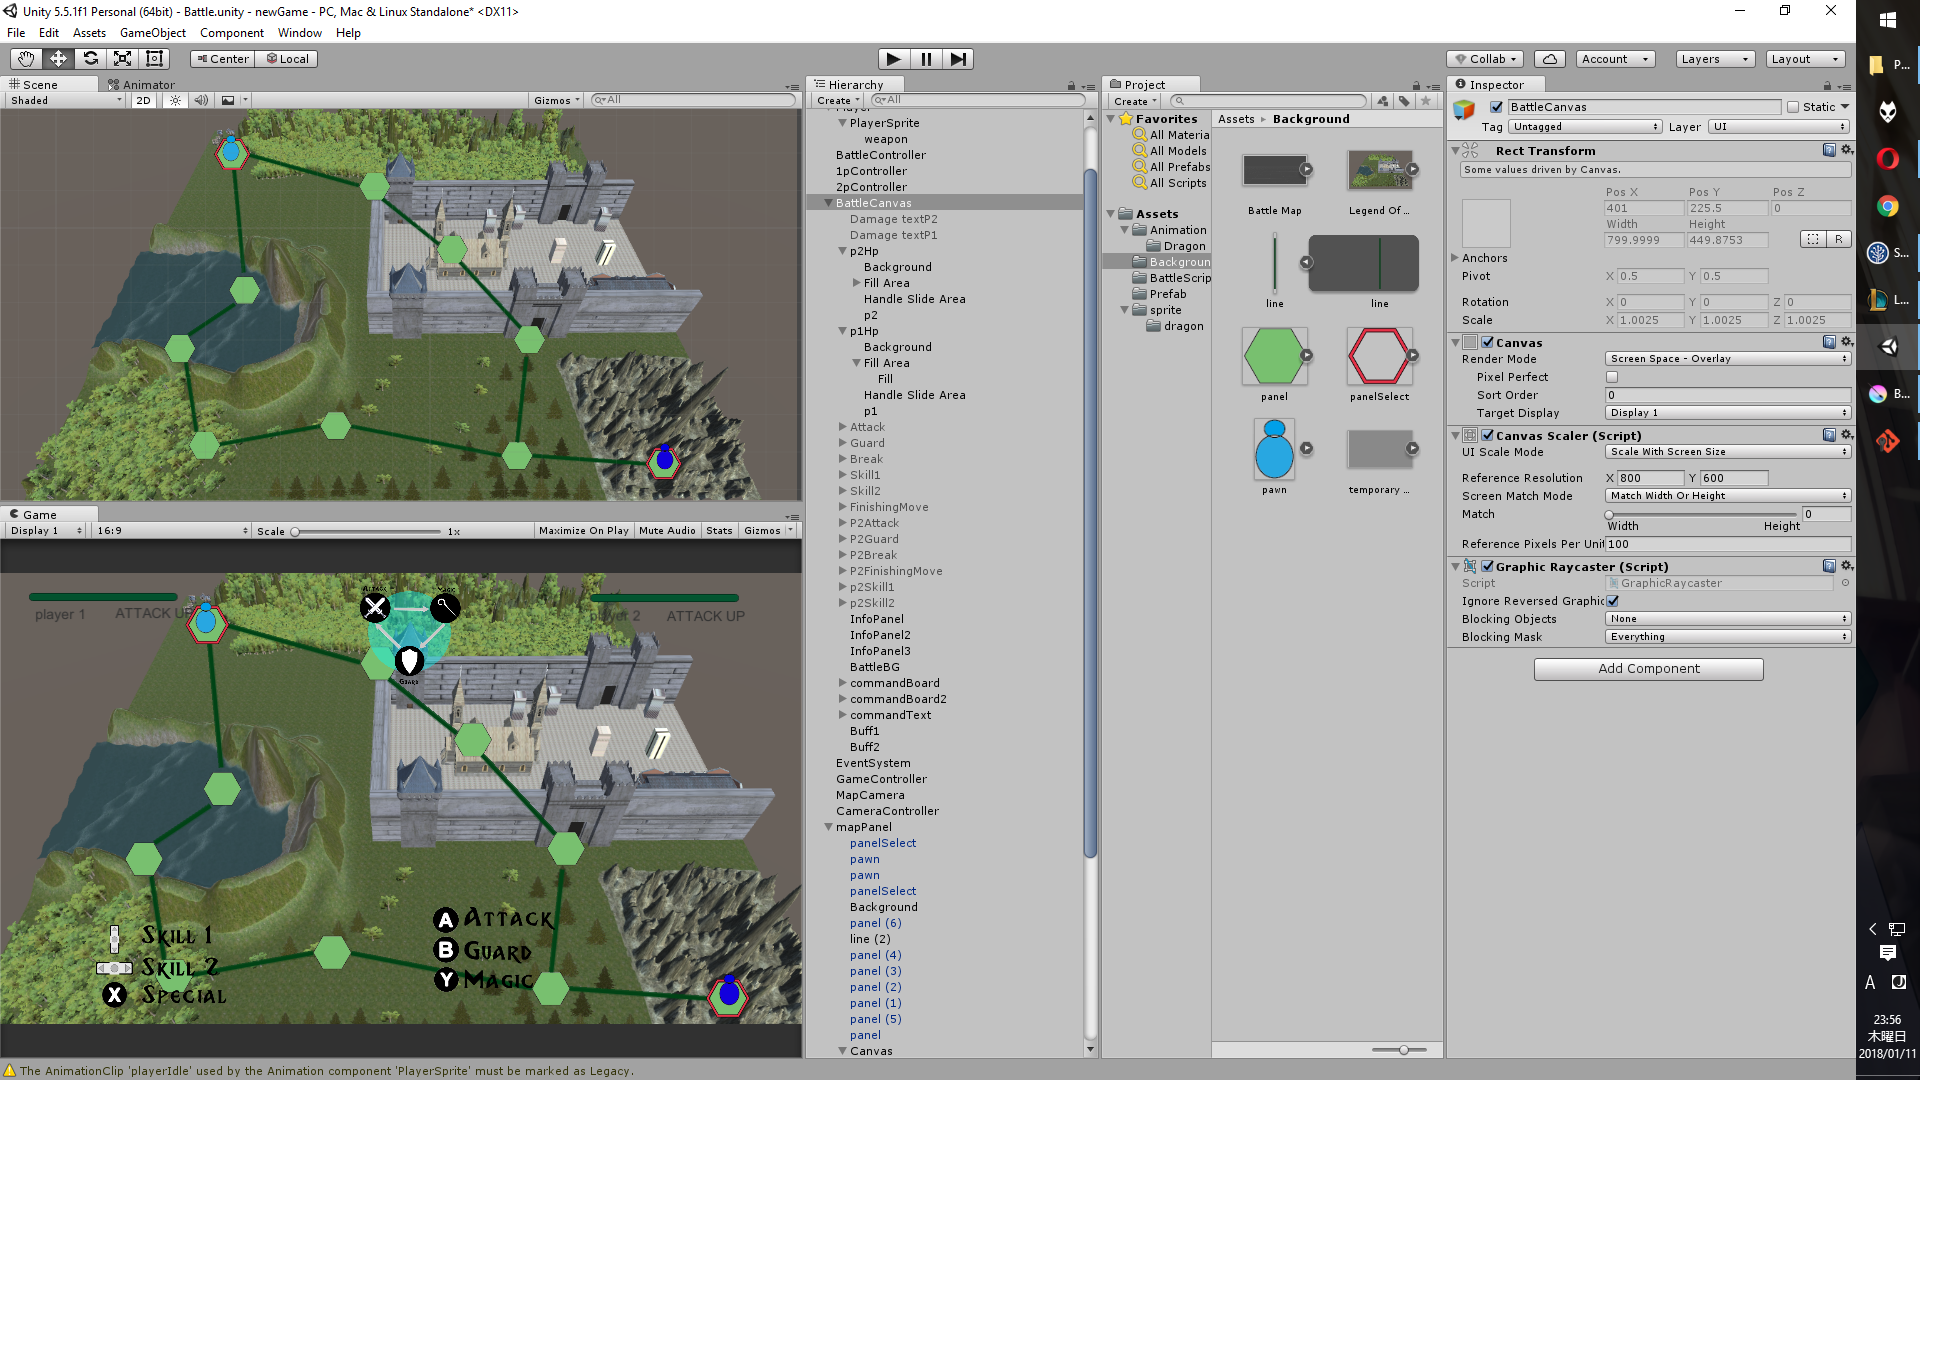 Unity 5.5.1f1 Personal (64bit) - Battle.unity - newGame - PC, Mac & Linux Standalone* <DX11>
File Edit Assets GameObject Component Window Help
Center Local
Collab Account Layers Layout
Scene Animator
Shaded 2D Gizmos All
Game
Display 1 16:9 Scale 1x Maximize On Play Mute Audio Stats Gizmos
player 1 ATTACK UP
player 2 ATTACK UP
Guard
Skill 1
Skill 2
X Special
A Attack
B Guard
Y Magic
Hierarchy
Create All
Player
PlayerSprite
weapon
BattleController
1pController
2pController
BattleCanvas
Damage textP2
Damage textP1
p2Hp
Background
Fill Area
Handle Slide Area
p2
p1Hp
Background
Fill Area
Fill
Handle Slide Area
p1
Attack
Guard
Break
Skill1
Skill2
FinishingMove
P2Attack
P2Guard
P2Break
P2FinishingMove
p2Skill1
p2Skill2
InfoPanel
InfoPanel2
InfoPanel3
BattleBG
commandBoard
commandBoard2
commandText
Buff1
Buff2
EventSystem
GameController
MapCamera
CameraController
mapPanel
panelSelect
pawn
pawn
panelSelect
Background
panel (6)
line (2)
panel (4)
panel (3)
panel (2)
panel (1)
panel (5)
panel
Canvas
Project
Create
Favorites
All Materia
All Models
All Prefabs
All Scripts
Assets
Animation
Dragon
Backgroun
BattleScrip
Prefab
sprite
dragon
Assets Background
Battle Map
Legend Of ...
line
line
panel
panelSelect
pawn
temporary ...
Inspector
BattleCanvas Static
Tag Untagged Layer UI
Rect Transform
Some values driven by Canvas.
Pos X Pos Y Pos Z
401 225.5 0
Width Height
799.9999 449.8753 R
Anchors
Pivot X 0.5 Y 0.5
Rotation X 0 Y 0 Z 0
Scale X 1.0025 Y 1.0025 Z 1.0025
Canvas
Render Mode Screen Space - Overlay
Pixel Perfect
Sort Order 0
Target Display Display 1
Canvas Scaler (Script)
UI Scale Mode Scale With Screen Size
Reference Resolution X 800 Y 600
Screen Match Mode Match Width Or Height
Match 0
Width Height
Reference Pixels Per Unit 100
Graphic Raycaster (Script)
Script GraphicRaycaster
Ignore Reversed Graphic
Blocking Objects None
Blocking Mask Everything
Add Component
The AnimationClip 'playerIdle' used by the Animation component 'PlayerSprite' must be marked as Legacy.
P...
S...
L...
B...
A
23:56
木曜日
2018/01/11